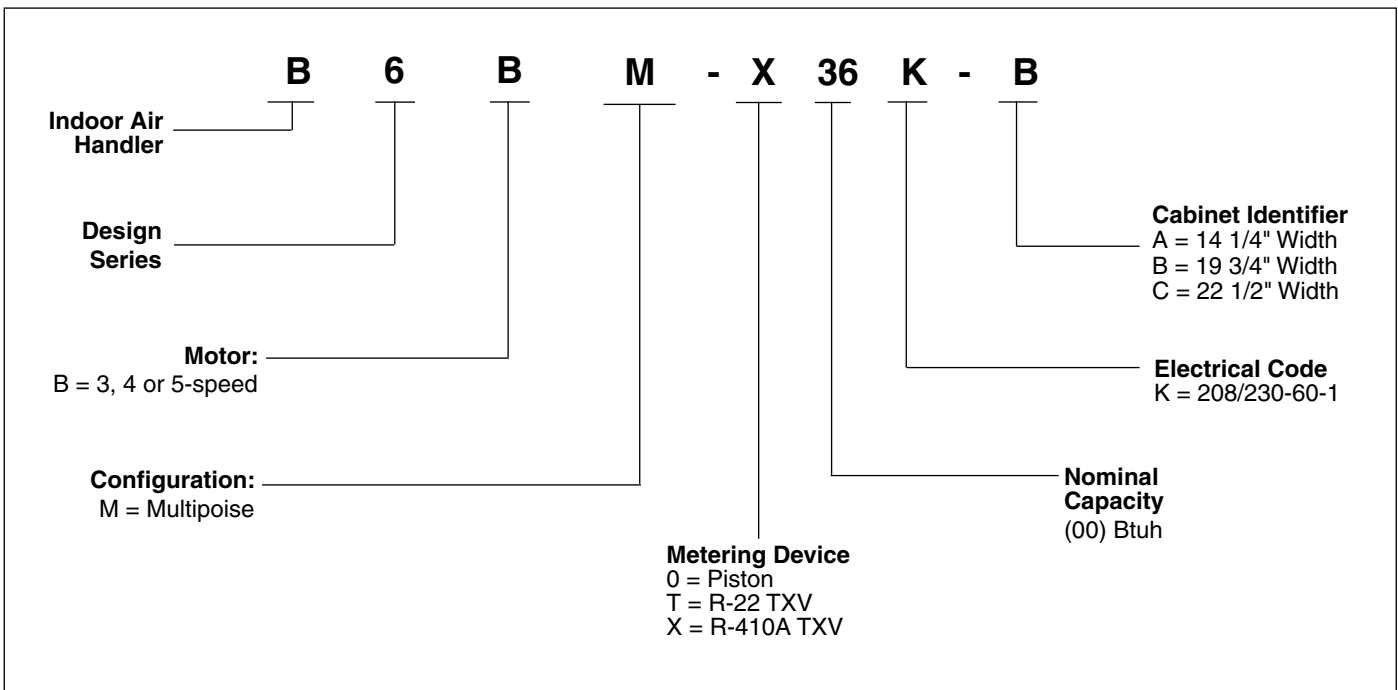 B 6 B M - X 36 K - B
Indoor Air
Handler
Design
Series
Motor:
B = 3, 4 or 5-speed
Configuration:
M = Multipoise
Metering Device
0 = Piston
T = R-22 TXV
X = R-410A TXV
Nominal
Capacity
(00) Btuh
Electrical Code
K = 208/230-60-1
Cabinet Identifier
A = 14 1/4" Width
B = 19 3/4" Width
C = 22 1/2" Width